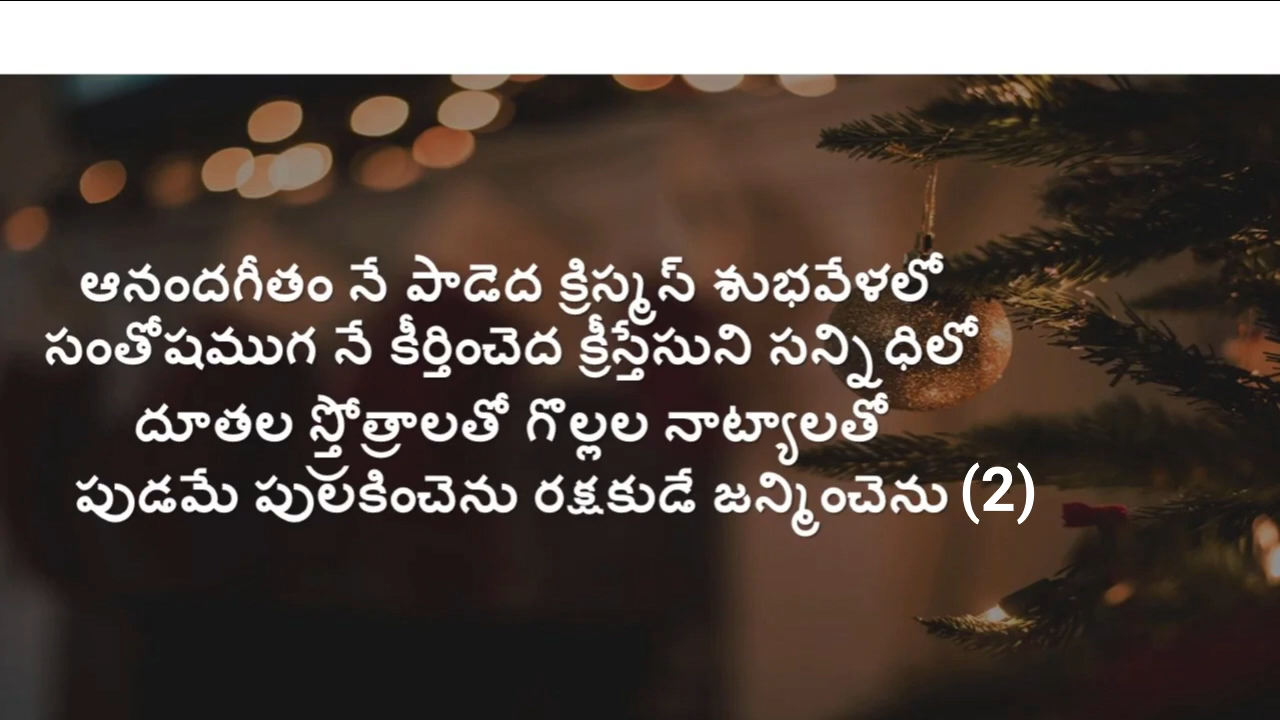 ఆనందగీతం నే పాడెద క్రిస్మస్ శుభవేళలో
సంతోషముగ నే కీర్తించెద క్రీస్తేసుని సన్నిధిలో
దూతల స్త్రోత్రాలతో గొల్లల నాట్యాలతో
పుడమే పులకించెను రక్షకుడే జన్మించెను (2)